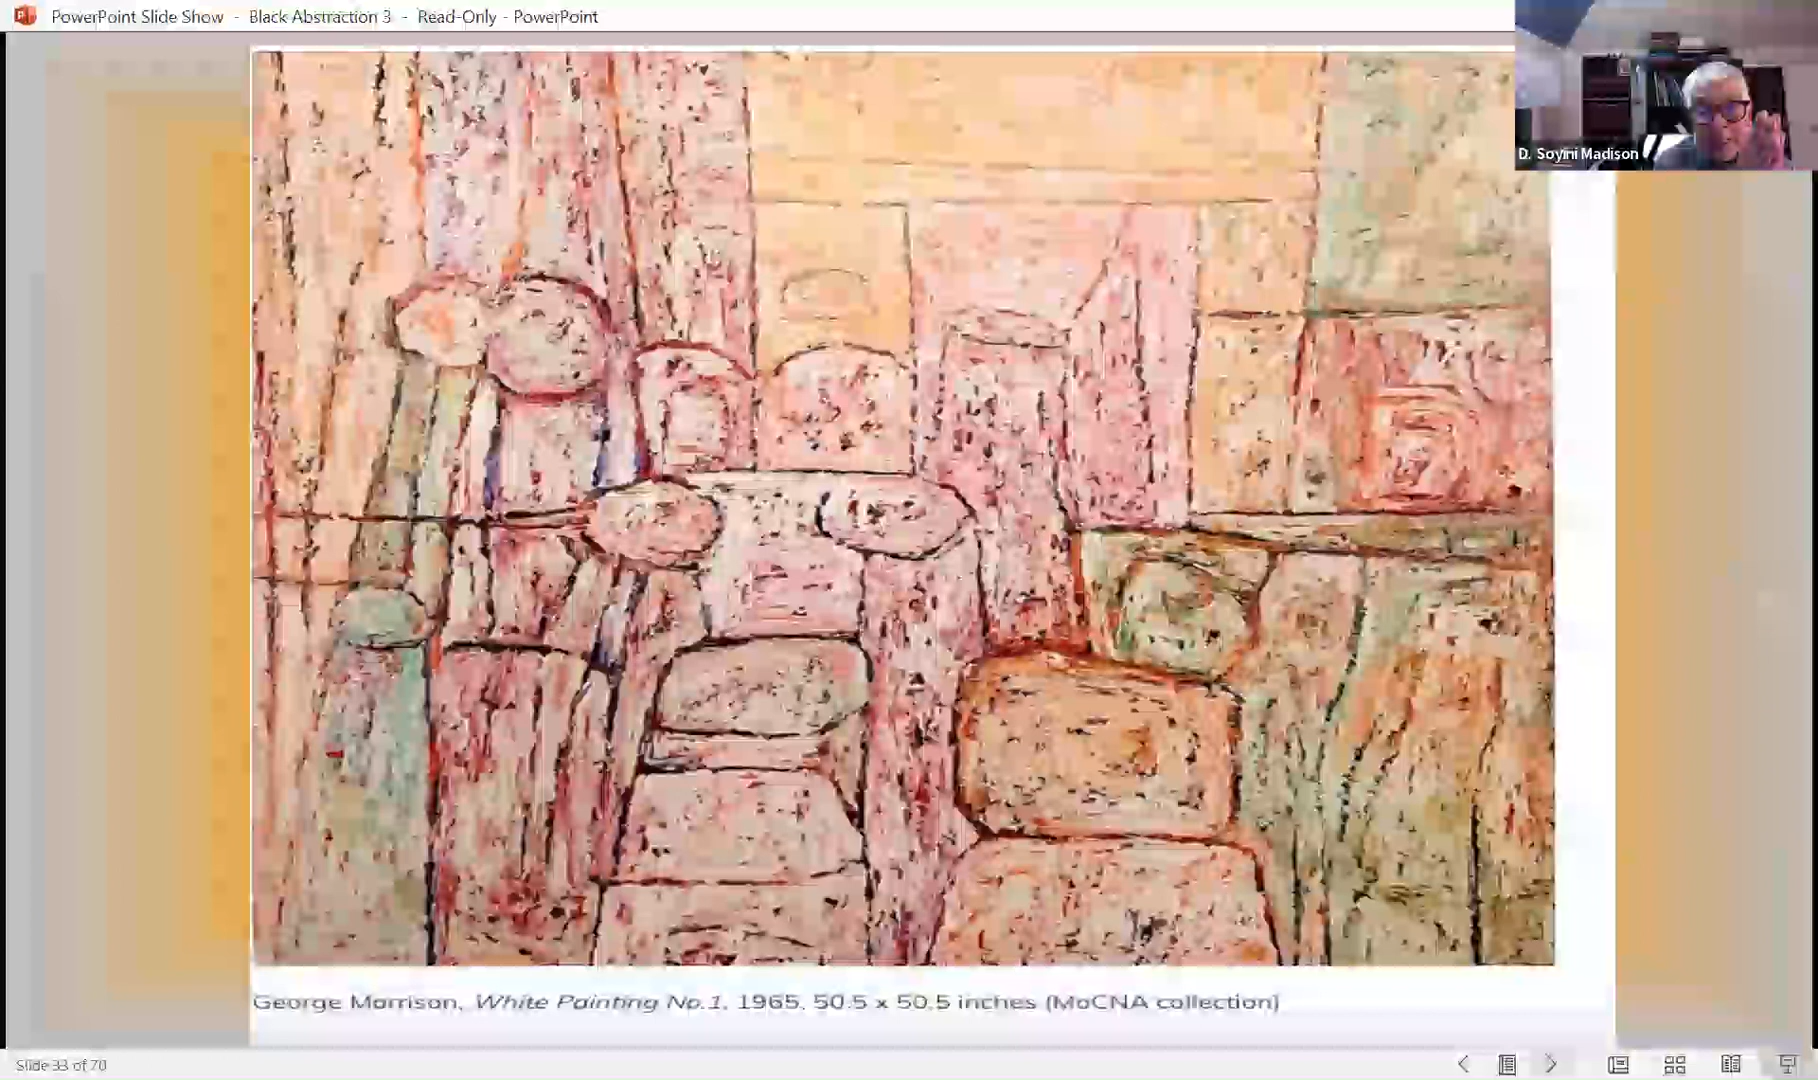 PowerPoint Slide Show - Black Abstraction 3 - Read-Only - PowerPoint
D. Soyini Madison
George Morrison, White Painting No.1, 1965, 50.5 x 50.5 inches (MoCNA collection)
Slide 33 of 70